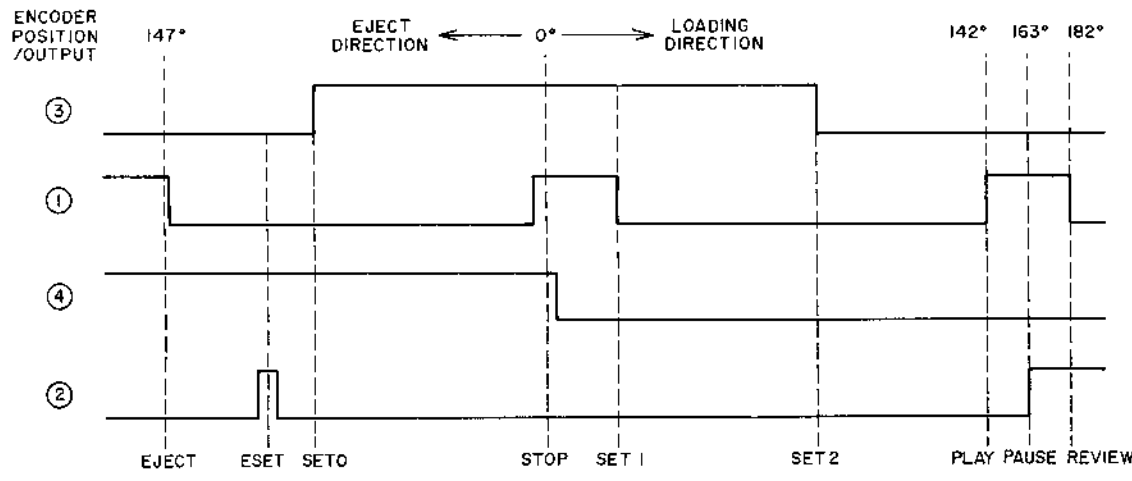 ENCODER
POSITION
/OUTPUT
147°
EJECT
DIRECTION
0°
LOADING
DIRECTION
142° 163° 182°
③
①
④
②
EJECT ESET SETO STOP SET 1 SET 2 PLAY PAUSE REVIEW